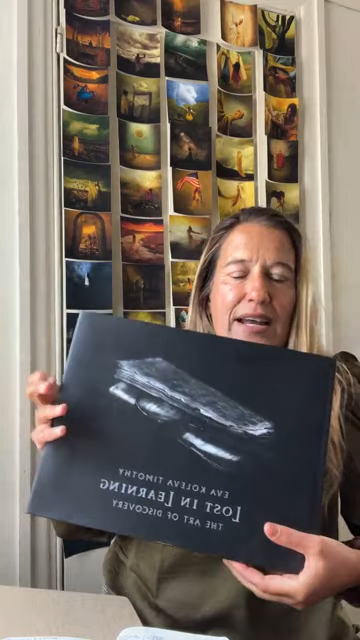 EVA KOLEVA TIMOTHY
LOST IN LEARNING
THE ART OF DISCOVERY